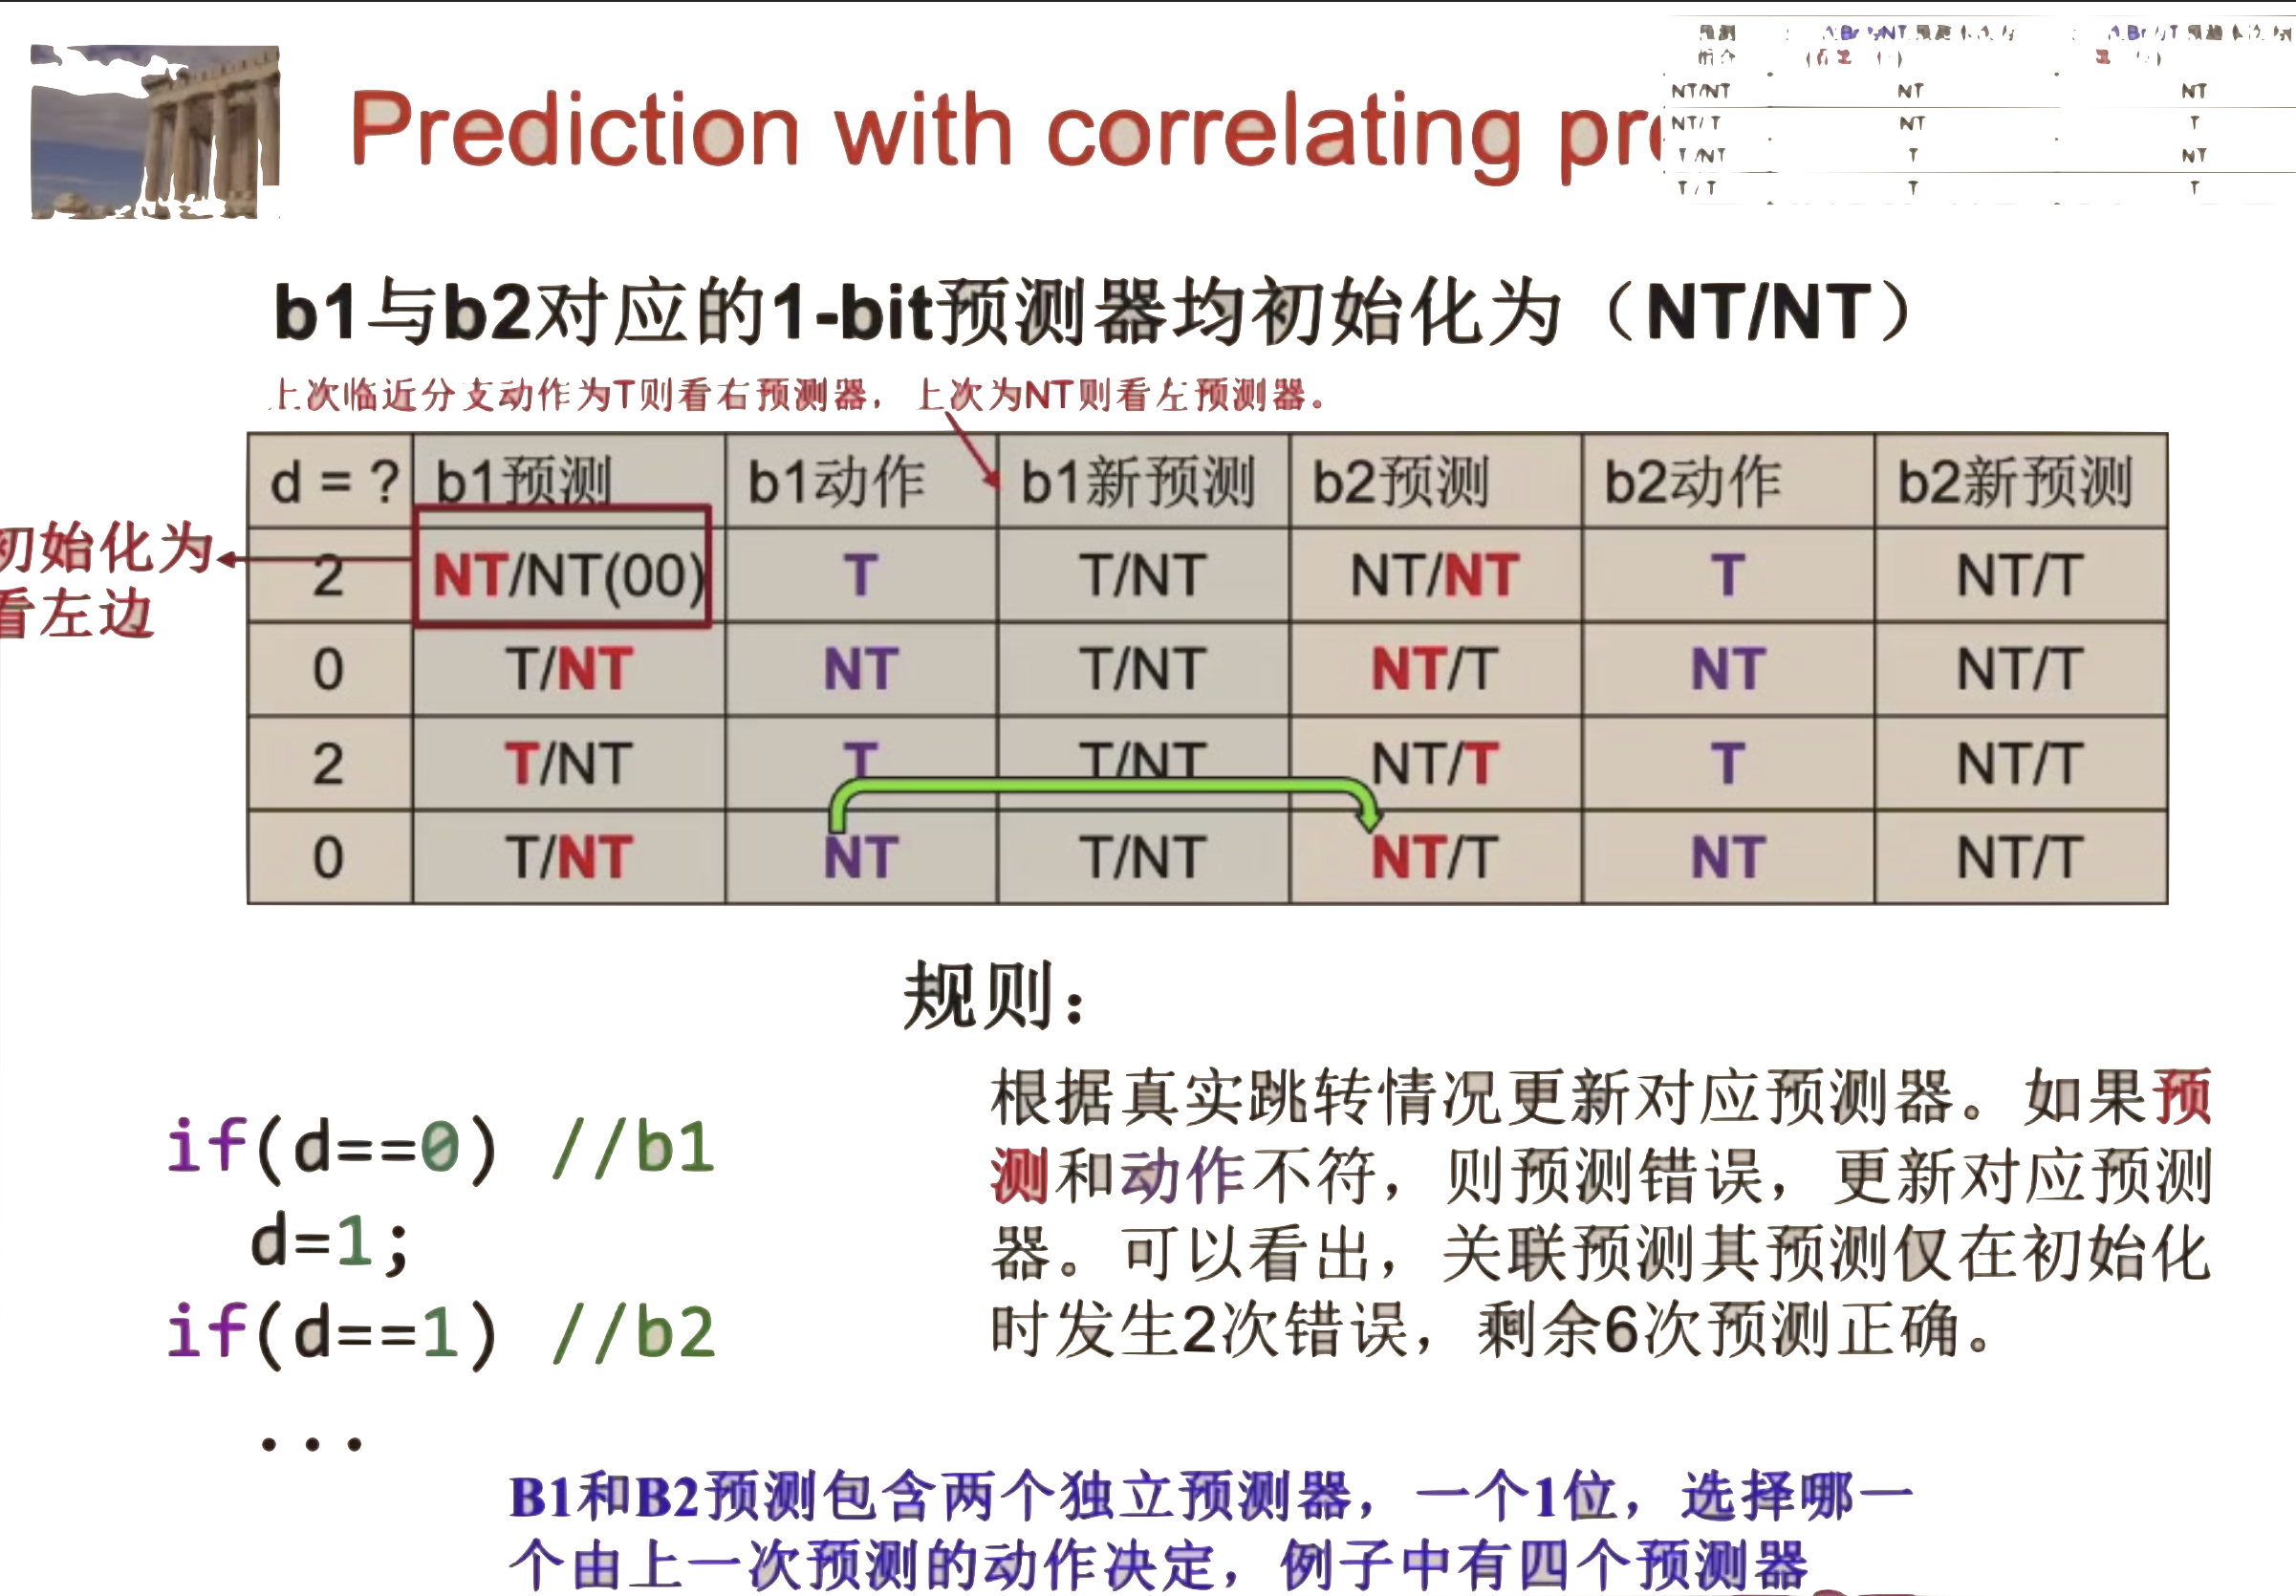 Prediction with correlating pr
NT/NT NT NT
NT/T NT T
T/NT T NT
T/T T T
b1与b2对应的1-bit预测器均初始化为（NT/NT）
上次临近分支动作为T则看右预测器，上次为NT则看左预测器。
d = ? b1预测 b1动作 b1新预测 b2预测 b2动作 b2新预测
初始化为
看左边
2 NT/NT(00) T T/NT NT/NT T NT/T
0 T/NT NT T/NT NT/T NT NT/T
2 T/NT T T/NT NT/T T NT/T
0 T/NT NT T/NT NT/T NT NT/T
规则：
根据真实跳转情况更新对应预测器。如果预
测和动作不符，则预测错误，更新对应预测
器。可以看出，关联预测其预测仅在初始化
时发生2次错误，剩余6次预测正确。
if(d==0) //b1
d=1;
if(d==1) //b2
...
B1和B2预测包含两个独立预测器，一个1位，选择哪一
个由上一次预测的动作决定，例子中有四个预测器